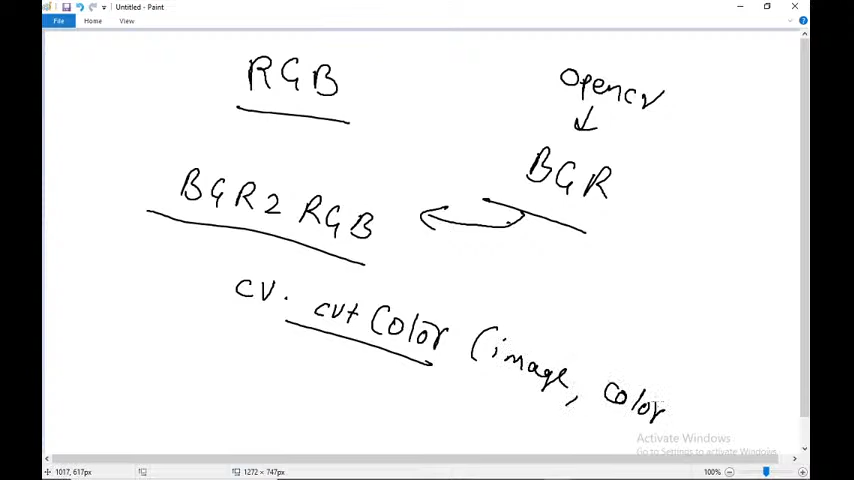 Untitled - Paint
File Home View
RGB
opencv
BGR
BGR2RGB
cv. cvtColor (image, color
Activate Windows
Go to Settings to activate Windows.
1017, 617px
1272 × 747px
100%